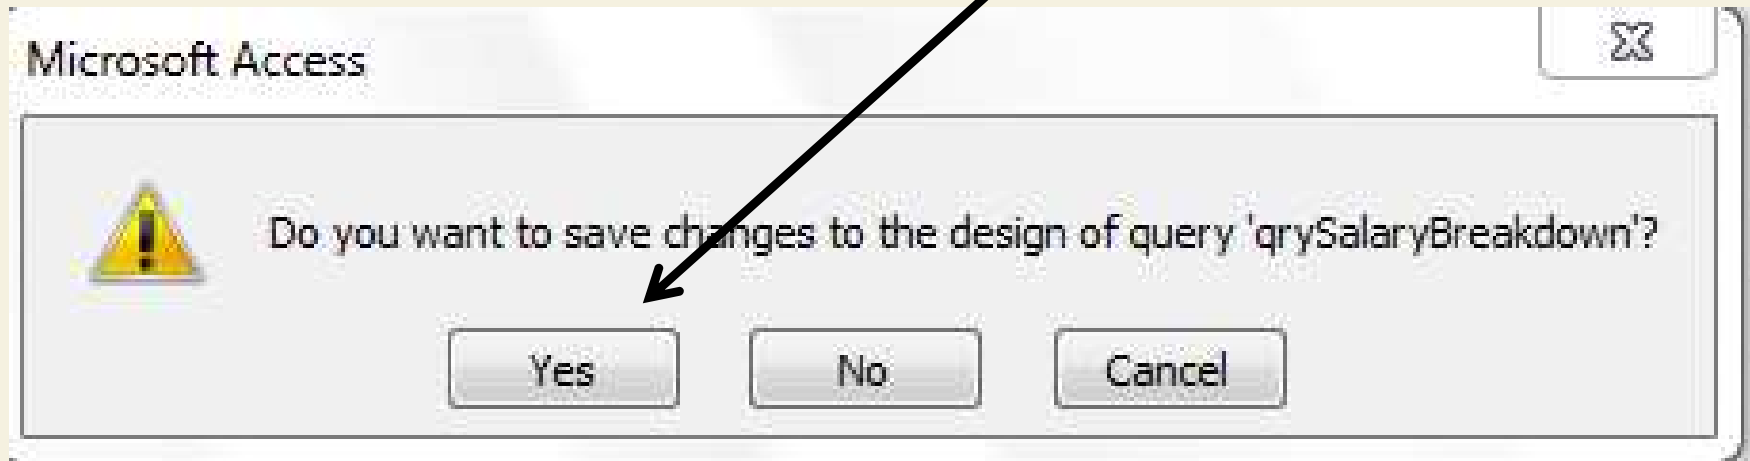 Microsoft Access
Do you want to save changes to the design of query 'qrySalaryBreakdown'?
Yes
No
Cancel